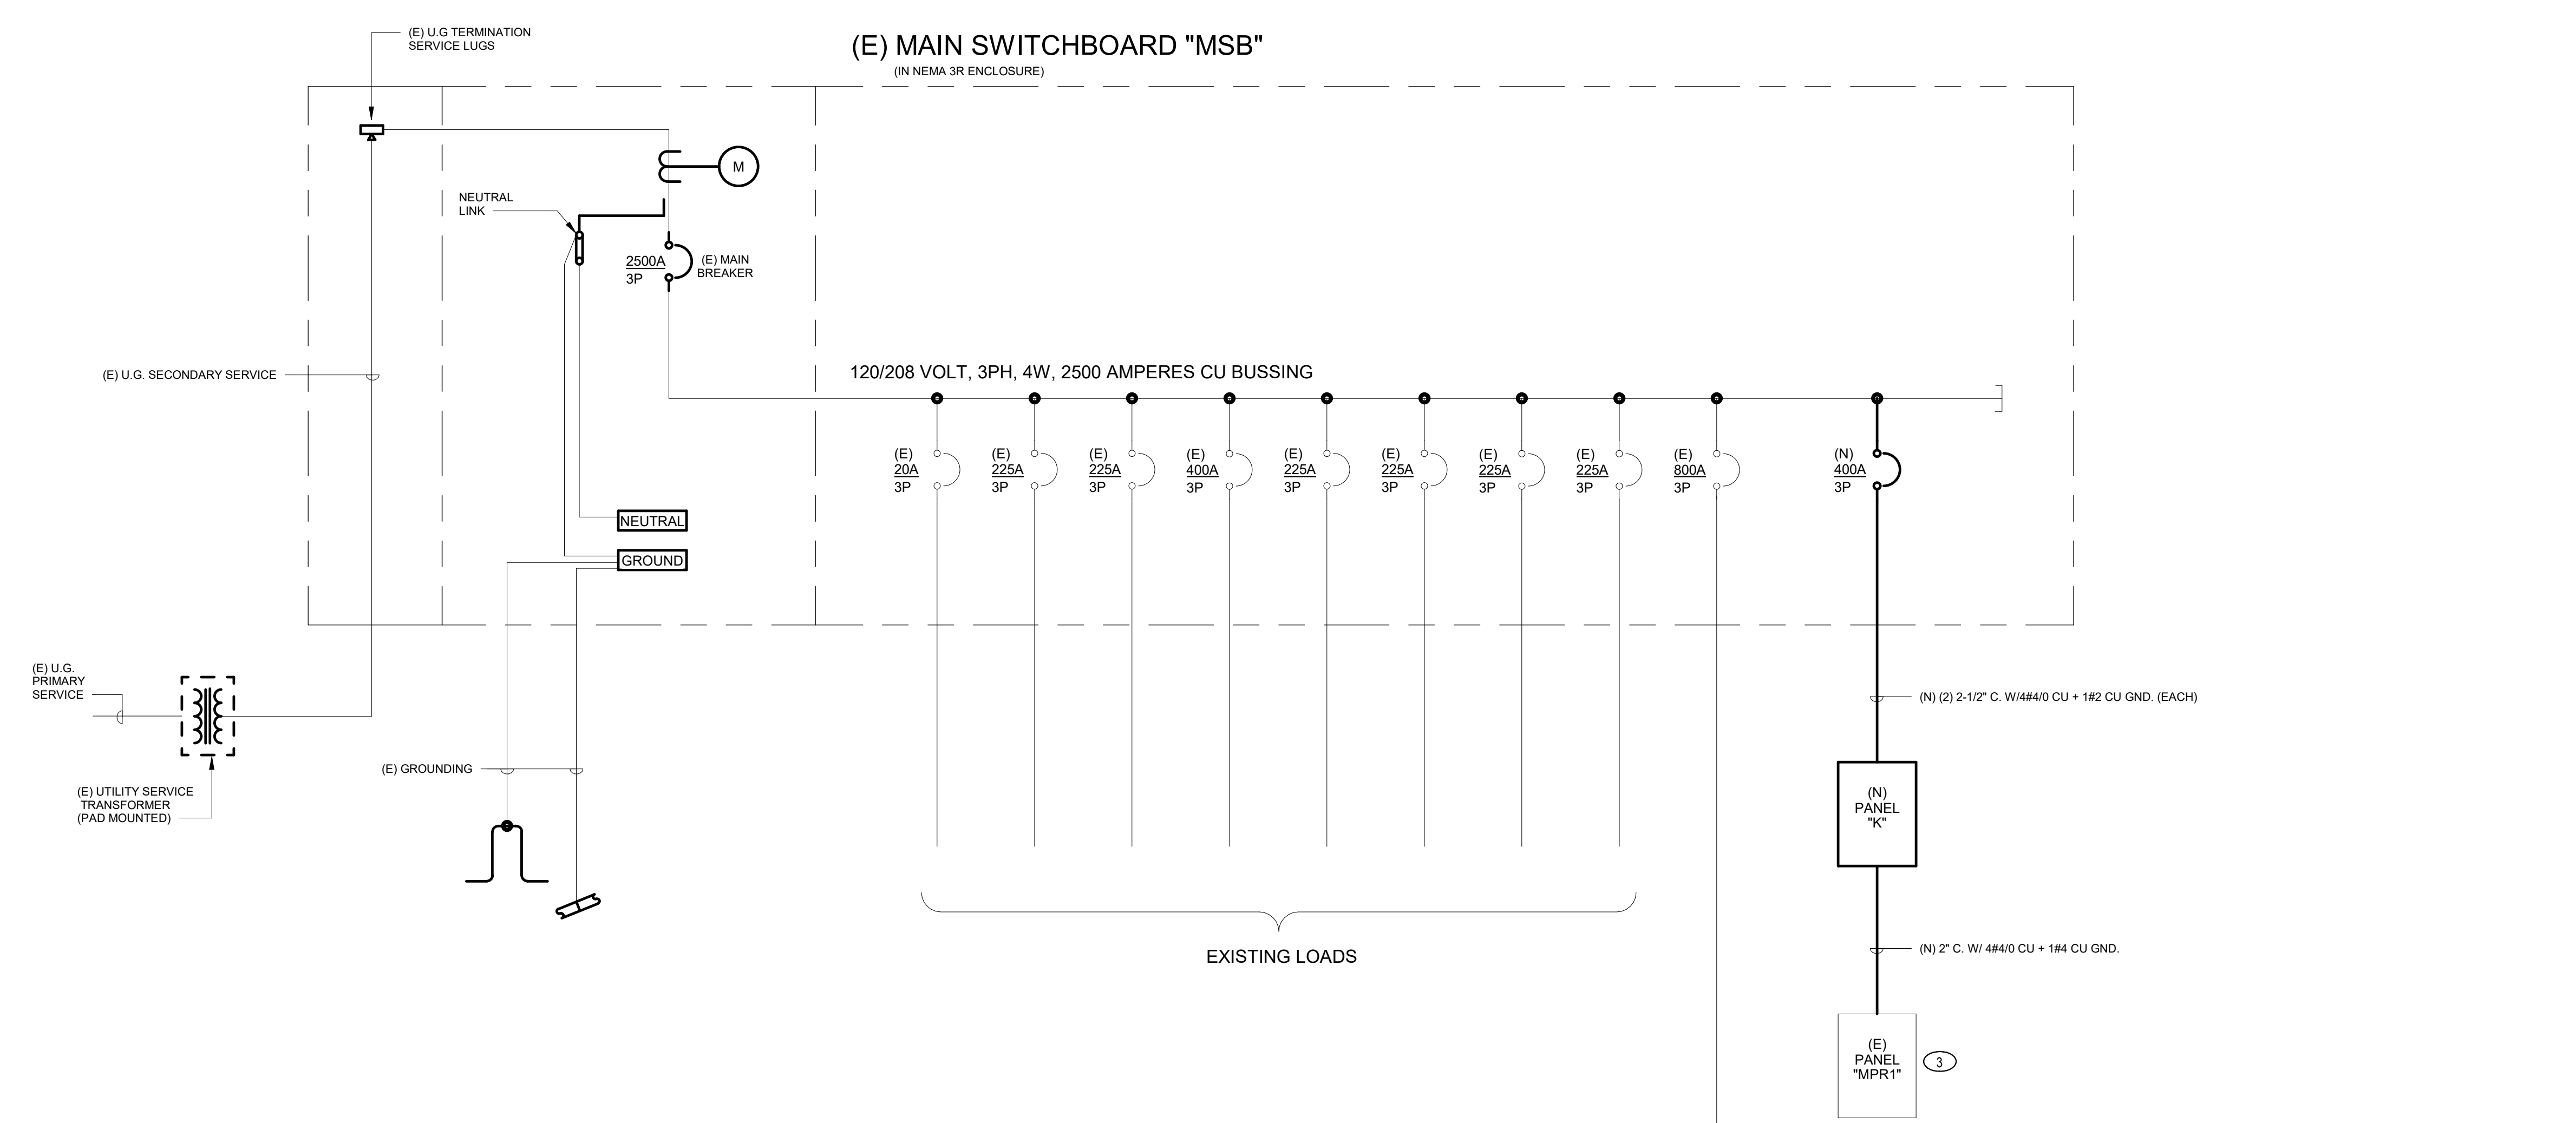 (E) U.G TERMINATION
SERVICE LUGS
(E) MAIN SWITCHBOARD "MSB"
(IN NEMA 3R ENCLOSURE)
M
NEUTRAL
LINK
2500A
3P
(E) MAIN
BREAKER
(E) U.G. SECONDARY SERVICE
120/208 VOLT, 3PH, 4W, 2500 AMPERES CU BUSSING
(E)
20A
3P
(E)
225A
3P
(E)
225A
3P
(E)
400A
3P
(E)
225A
3P
(E)
225A
3P
(E)
225A
3P
(E)
225A
3P
(E)
800A
3P
(N)
400A
3P
NEUTRAL
GROUND
(E) U.G.
PRIMARY
SERVICE
(N) (2) 2-1/2" C. W/4#4/0 CU + 1#2 CU GND. (EACH)
(E) GROUNDING
(E) UTILITY SERVICE
TRANSFORMER
(PAD MOUNTED)
(N)
PANEL
"K"
EXISTING LOADS
(N) 2" C. W/ 4#4/0 CU + 1#4 CU GND.
(E)
PANEL
"MPR1"
3